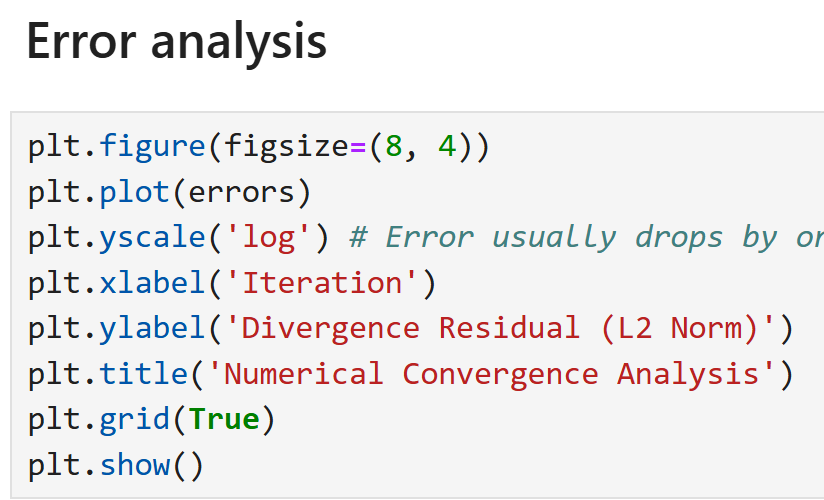 Error analysis
plt.figure(figsize=(8, 4))
plt.plot(errors)
plt.yscale('log') # Error usually drops by
plt.xlabel('Iteration')
plt.ylabel('Divergence Residual (L2 Norm)')
plt.title('Numerical Convergence Analysis')
plt.grid(True)
plt.show()